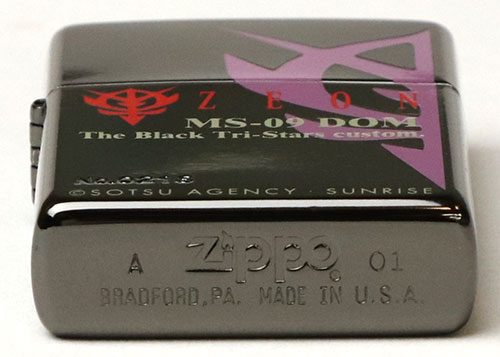 ZEON
MS-09 DOM
The Black Tri-Stars custom.
©SOTSU AGENCY · SUNRISE
A Zippo 01
BRADFORD, PA. MADE IN U.S.A.